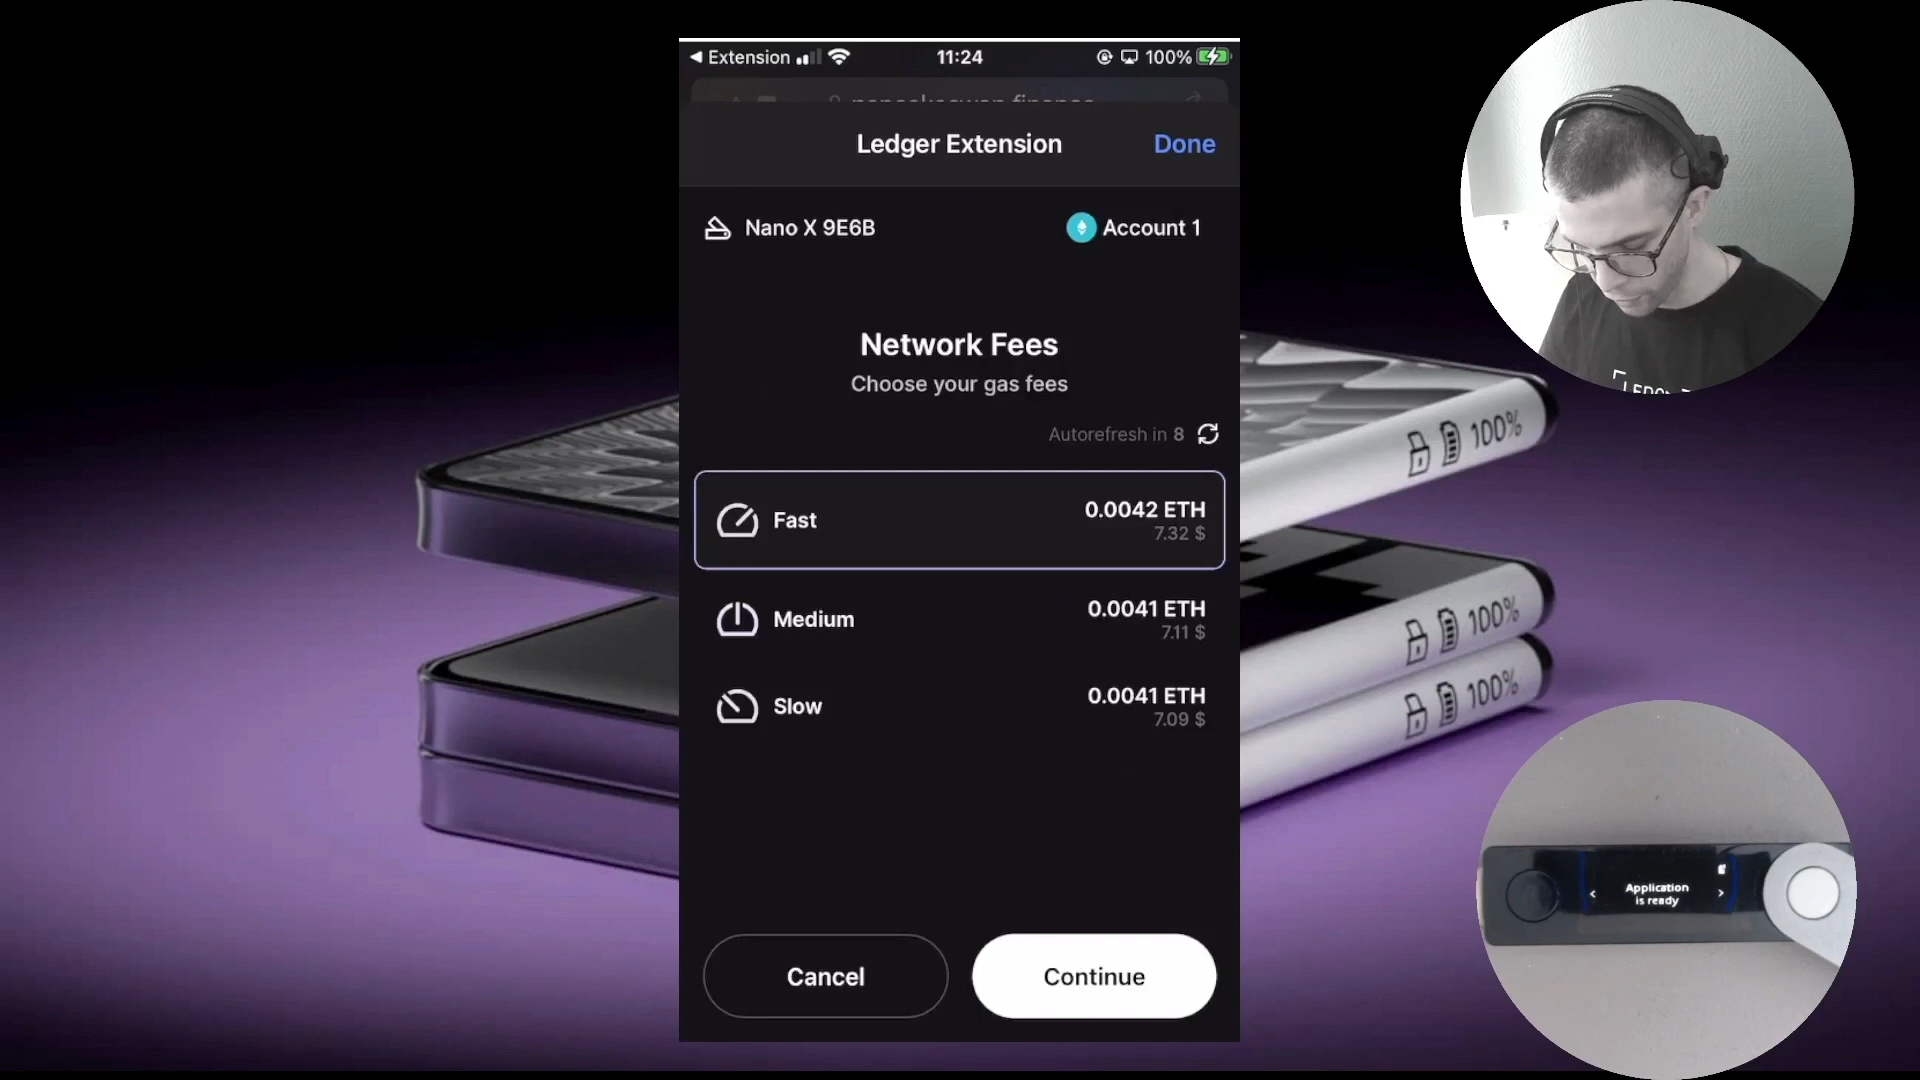 Extension
11:24
100%
Ledger Extension
Done
Nano X 9E6B
Account 1
Network Fees
Choose your gas fees
Autorefresh in 8
Fast
0.0042 ETH
7.32 $
Medium
0.0041 ETH
7.11 $
Slow
0.0041 ETH
7.09 $
Cancel
Continue
100%
100%
100%
Application
is ready